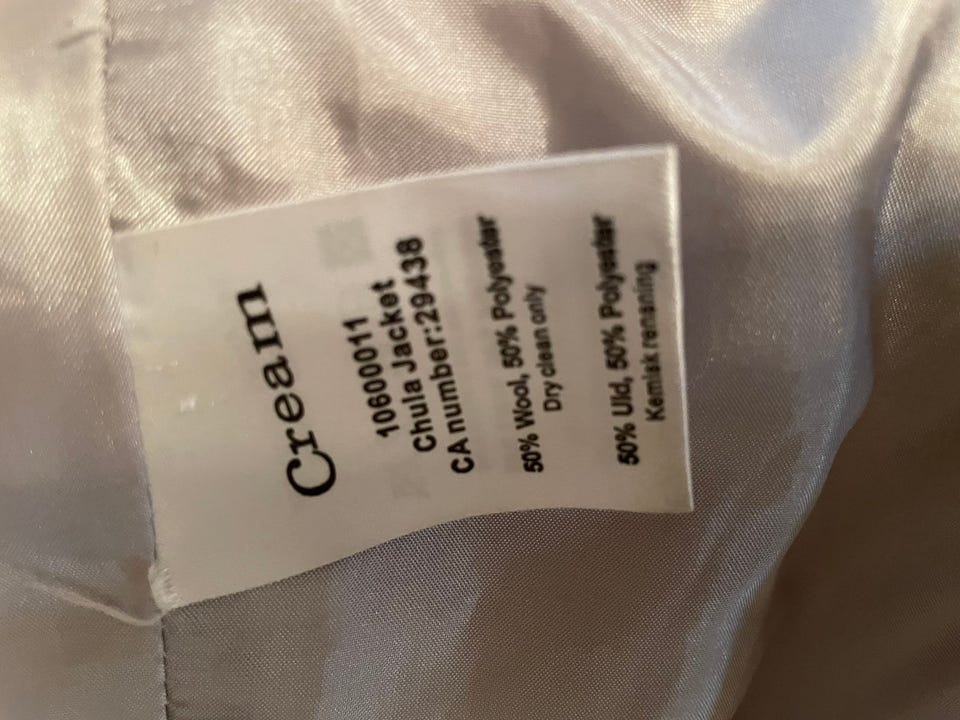 Cream
10600011
Chula Jacket
CA number:29438
50% Wool, 50% Polyester
Dry clean only
50% Uld, 50% Polyester
Kemisk rensning